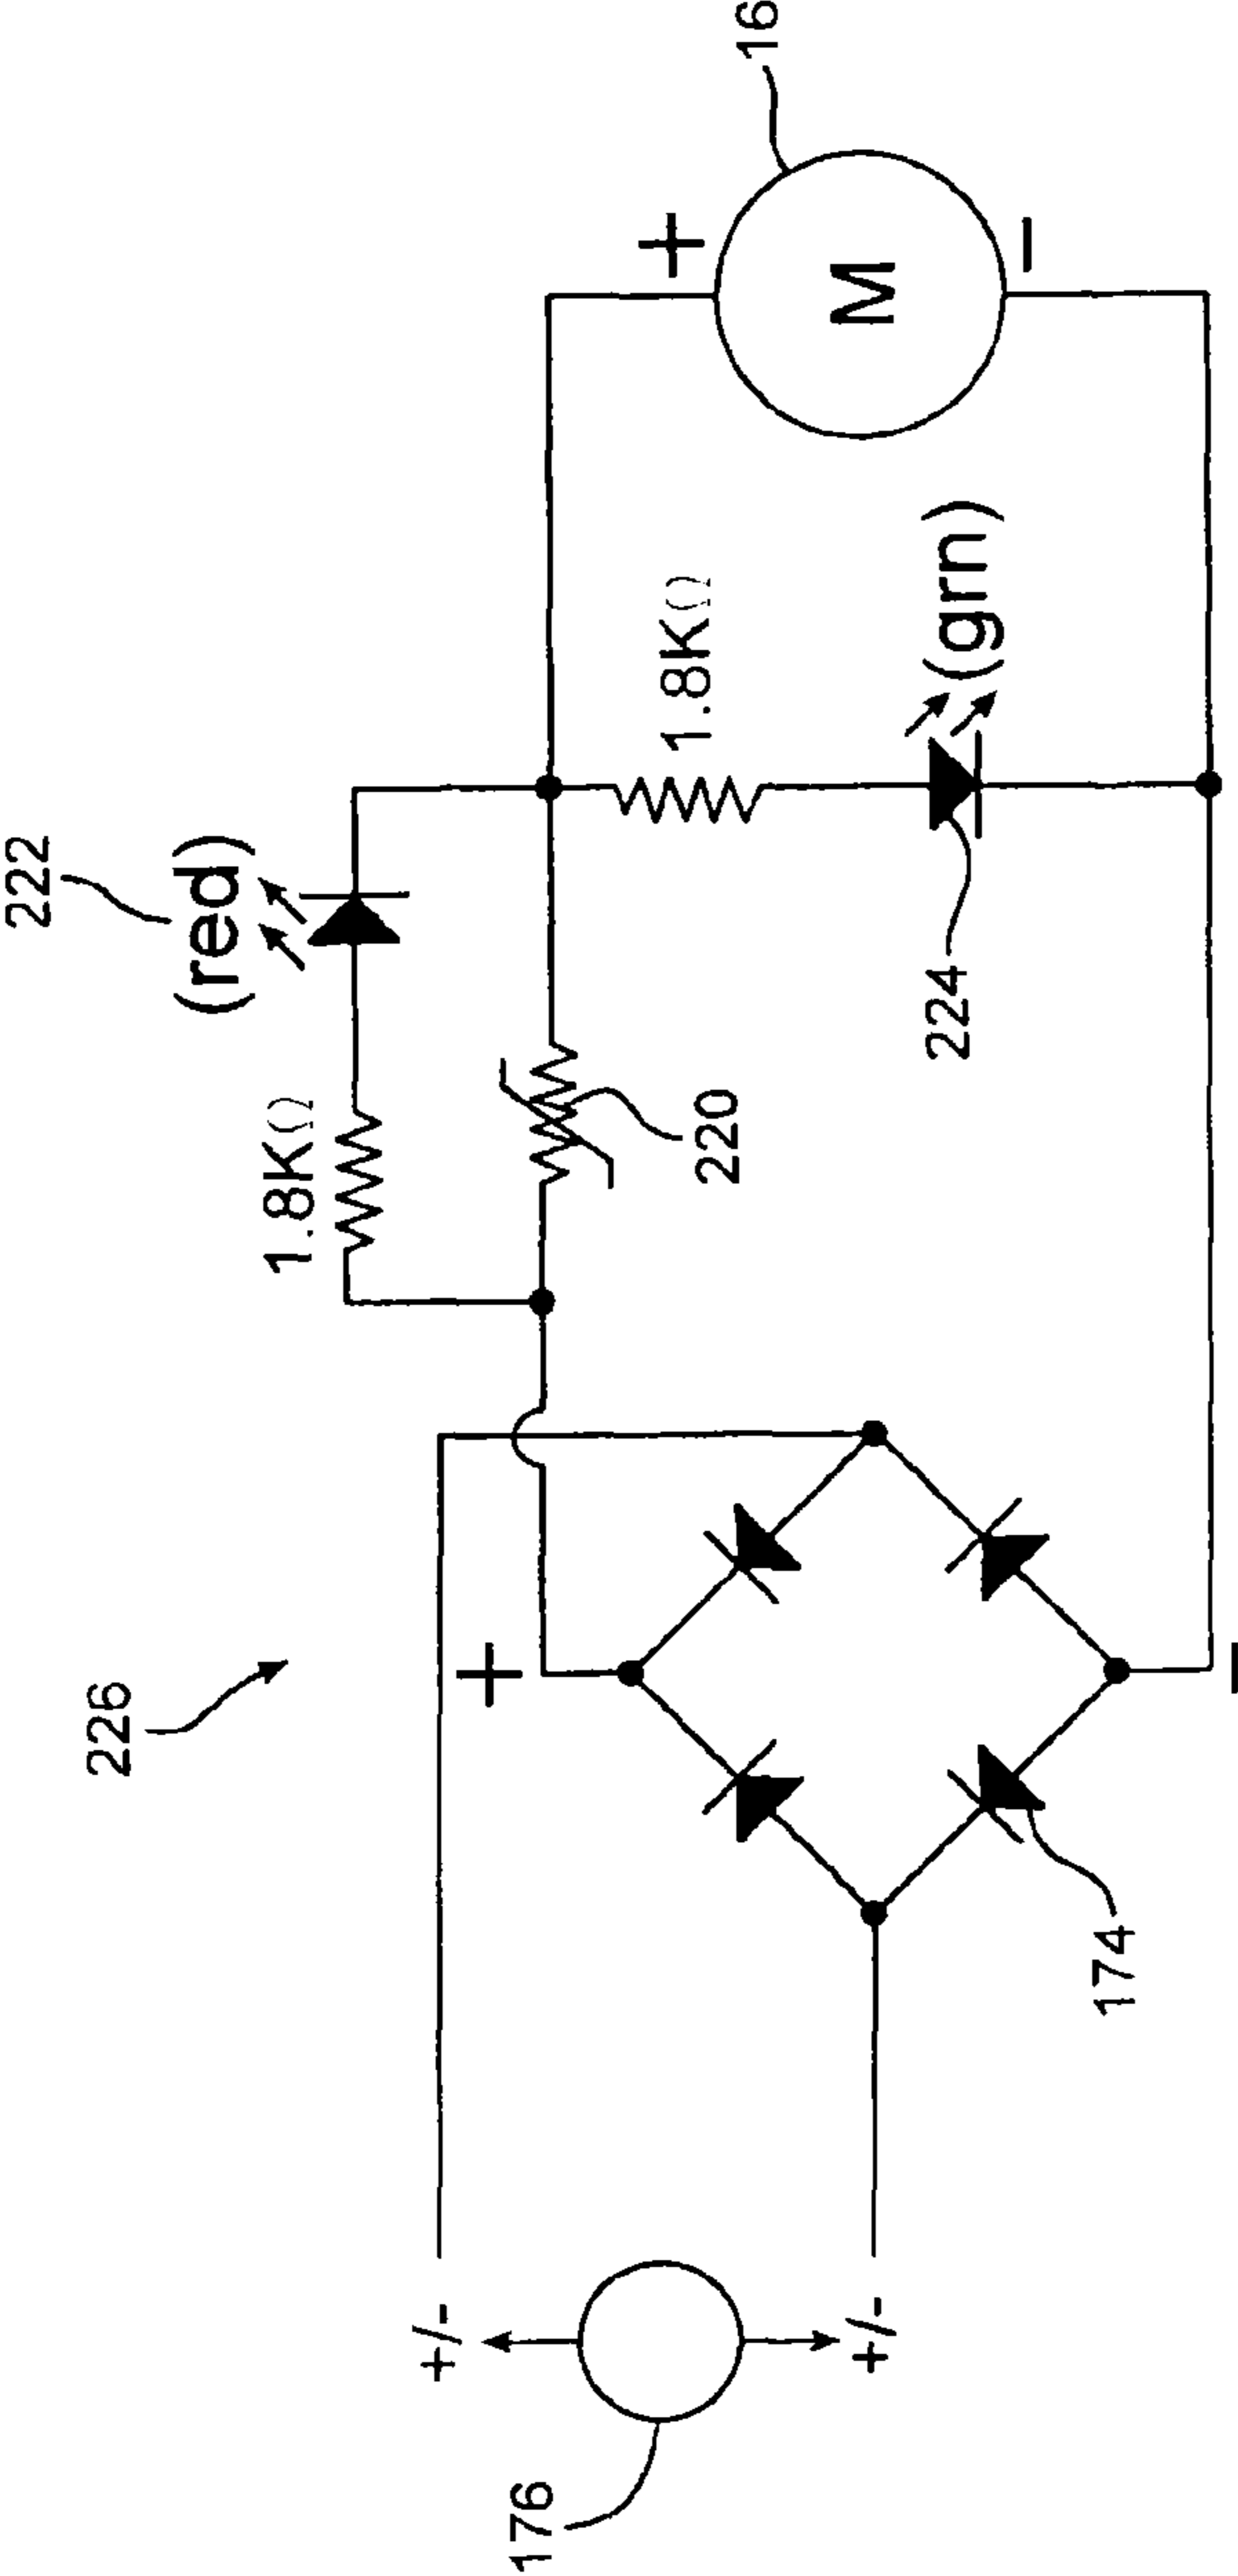 222
(red)
226
1.8KΩ
16
+
+
1.8KΩ
M
220
(grn)
−
224
+/-
+/-
176
174
−